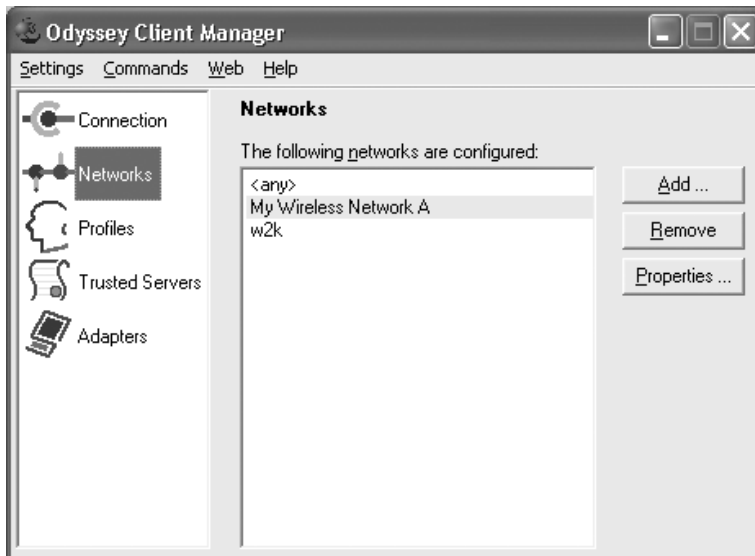 Odyssey Client Manager
Settings Commands Web Help
Connection
Networks
Profiles
Trusted Servers
Adapters
Networks
The following networks are configured:
<any>
My Wireless Network A
w2k
Add ...
Remove
Properties ...